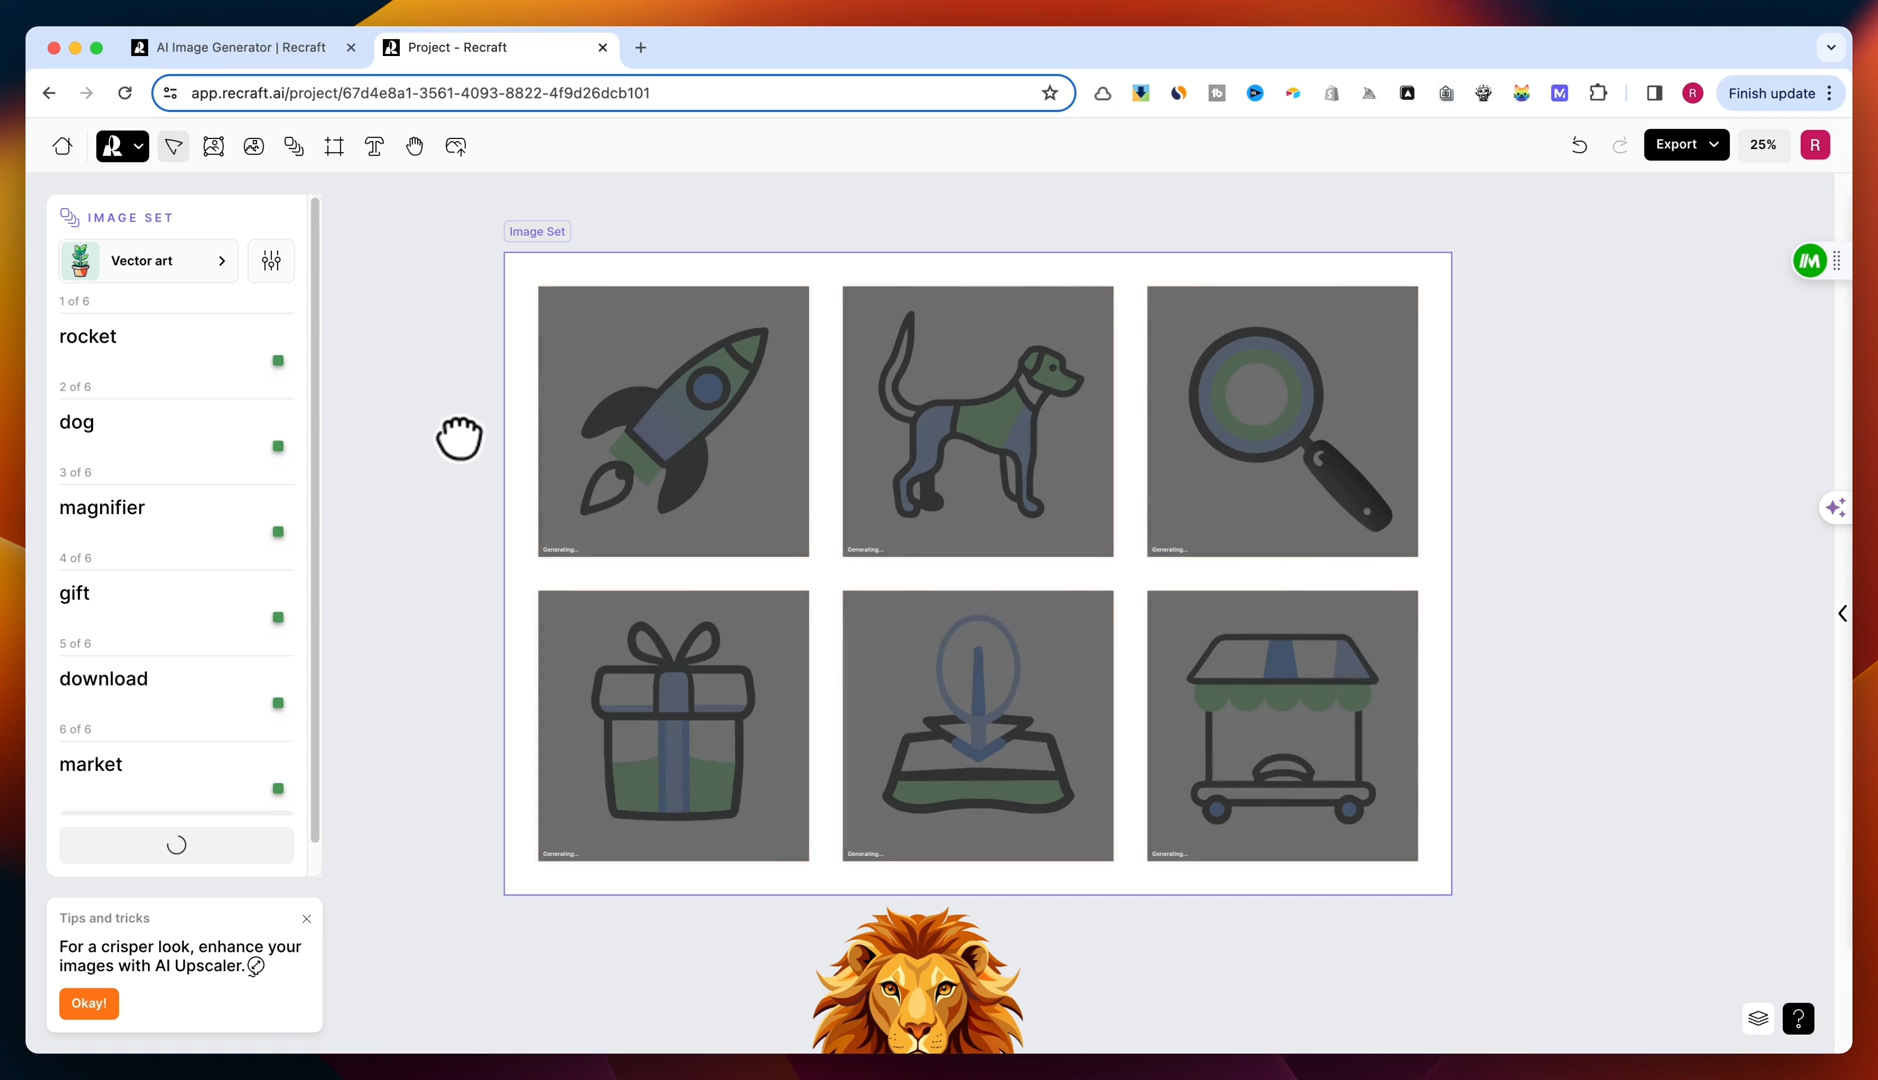 AI Image Generator | Recraft
Project - Recraft
app.recraft.ai/project/67d4e8a1-3561-4093-8822-4f9d26dcb101
Finish update
R
Export
25%
R
IMAGE SET
Vector art
1 of 6
rocket
2 of 6
dog
3 of 6
magnifier
4 of 6
gift
5 of 6
download
6 of 6
market
Tips and tricks
For a crisper look, enhance your
images with AI Upscaler.
Okay!
Image Set
Generating...
Generating...
Generating...
Generating...
Generating...
Generating...